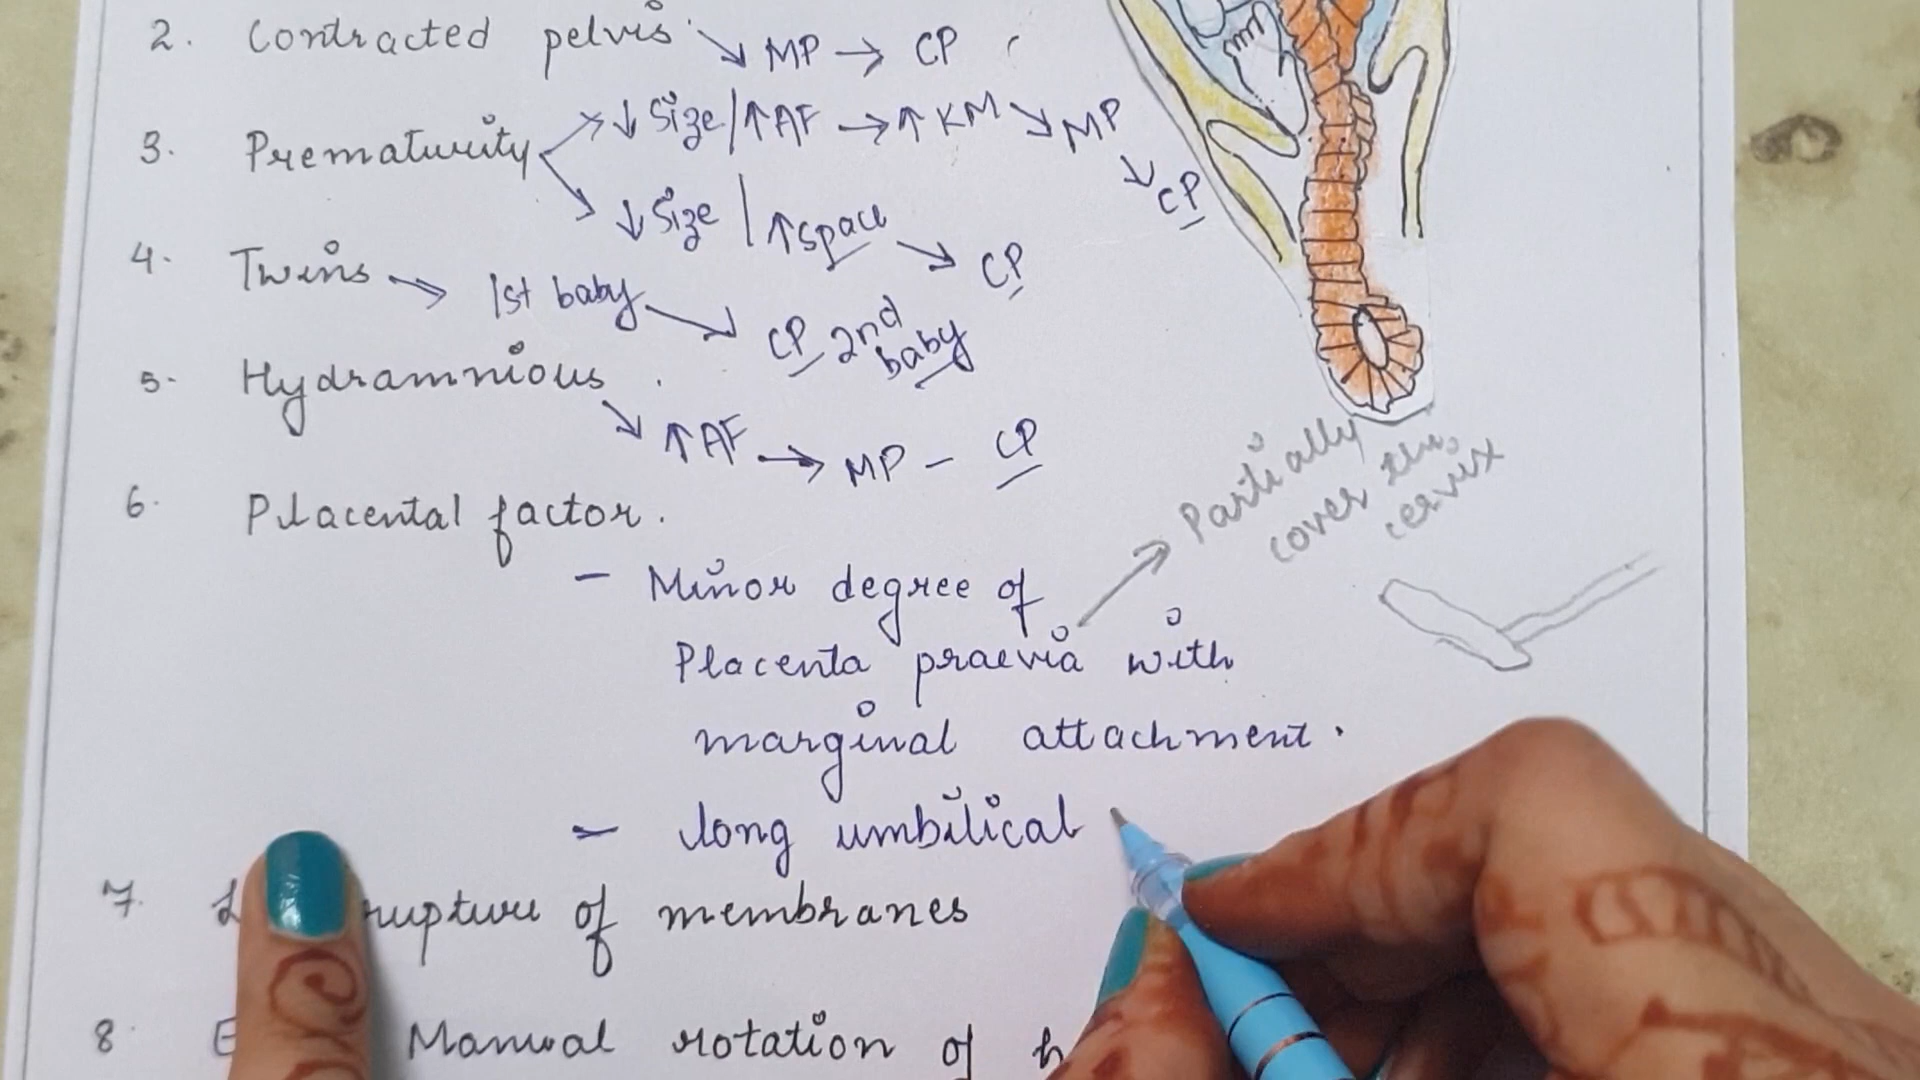 2. Contracted pelvis ↘ MP → CP
3. Prematurity ↓ Size/↑AF → ↑KM ↘ MP ↘ CP
↓ Size / ↑space ↘ CP
4. Twins → 1st baby → CP 2nd baby
5- Hydramnious .
↘ ↑AF → MP - CP
6. Placental factor.
- Minor degree of
Placenta praevia with
marginal attachment.
Partially
cover
cervix
- long umbilical
7. rupture of membranes
8. Manual rotation of